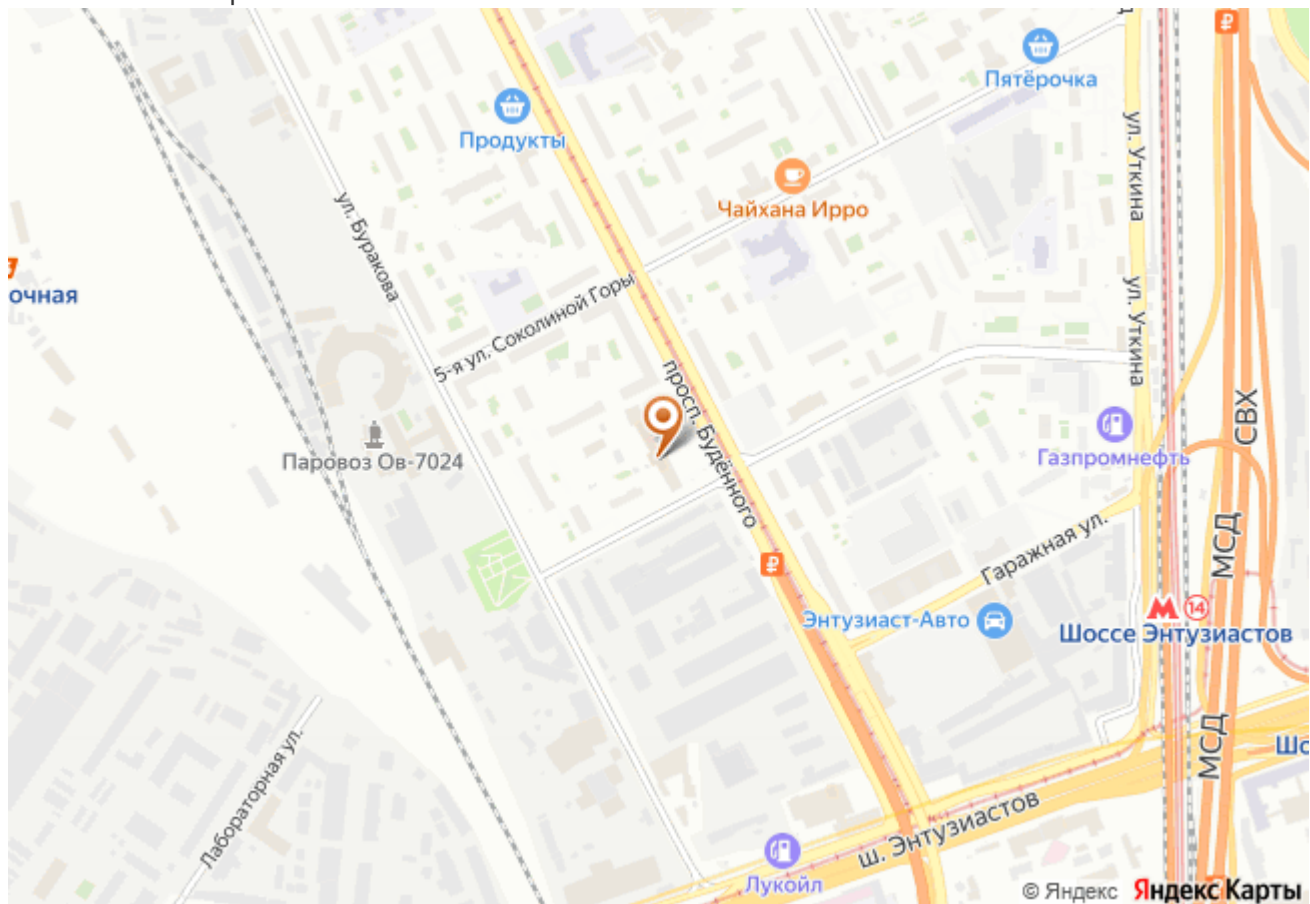 Пятёрочка
Продукты
ул. Уткина
Чайхана Ирро
ул. Буракова
очная
5-я ул. Соколиной Горы
ул. Уткина
просп. Будённого
Паровоз Ов-7024
Газпромнефть
СВХ
МСД
Гаражная ул.
Энтузиаст-Авто
14
Шоссе Энтузиастов
МСД
Шо
Лабораторная ул.
ш. Энтузиастов
Лукойл
© Яндекс Яндекс Карты